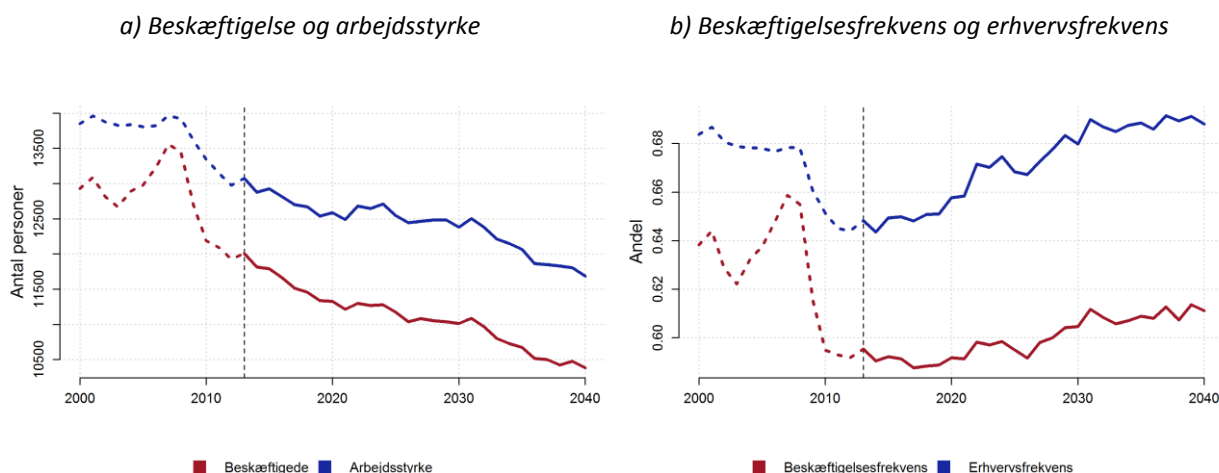 a) Beskæftigelse og arbejdsstyrke
Antal personer
13500
12500
11500
10500
2000 2010 2020 2030 2040
Beskæftigede Arbejdsstyrke
b) Beskæftigelsesfrekvens og erhvervsfrekvens
Andel
0.68
0.66
0.64
0.62
0.60
2000 2010 2020 2030 2040
Beskæftigelsesfrekvens Erhvervsfrekvens